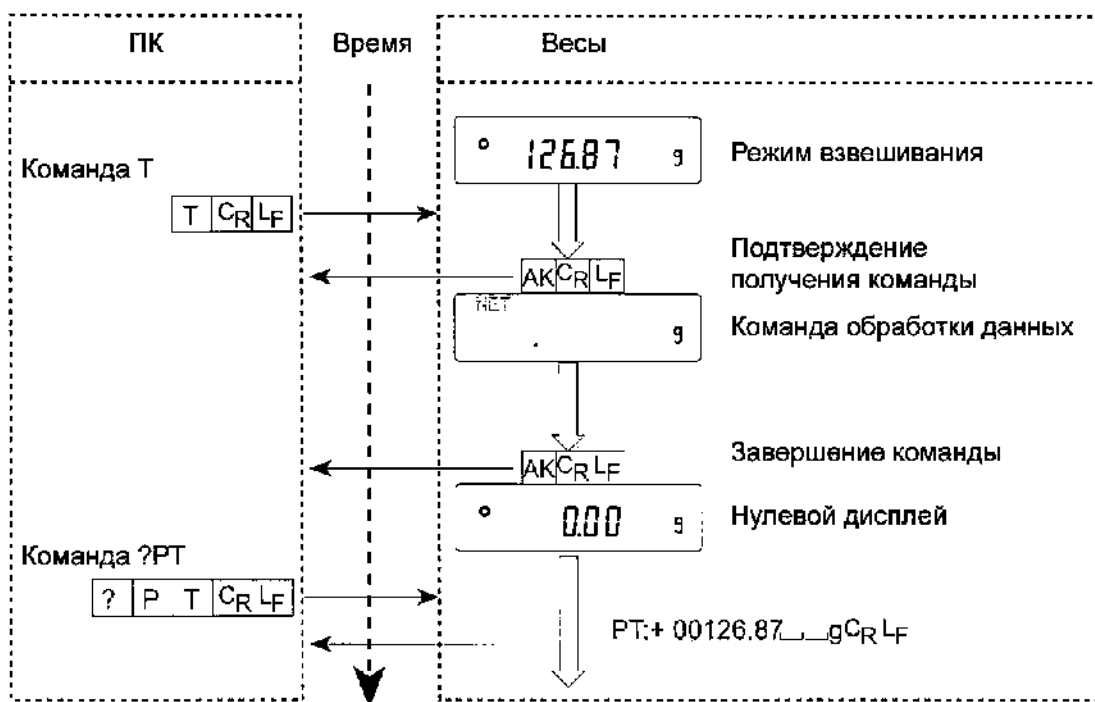 ПК Время Весы
Команда Т
126.87 g
Режим взвешивания
T CR LF
Подтверждение
получения команды
AK CR LF
NET
g
Команда обработки данных
Завершение команды
AK CR LF
0.00 g
Нулевой дисплей
Команда ?PT
? P T CR LF
PT:+ 00126.87␣␣gCR LF